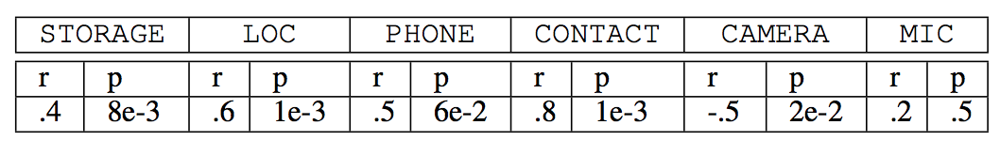 STORAGE LOC PHONE CONTACT CAMERA MIC
r p r p r p r p r p r p
.4 8e-3 .6 1e-3 .5 6e-2 .8 1e-3 -.5 2e-2 .2 .5